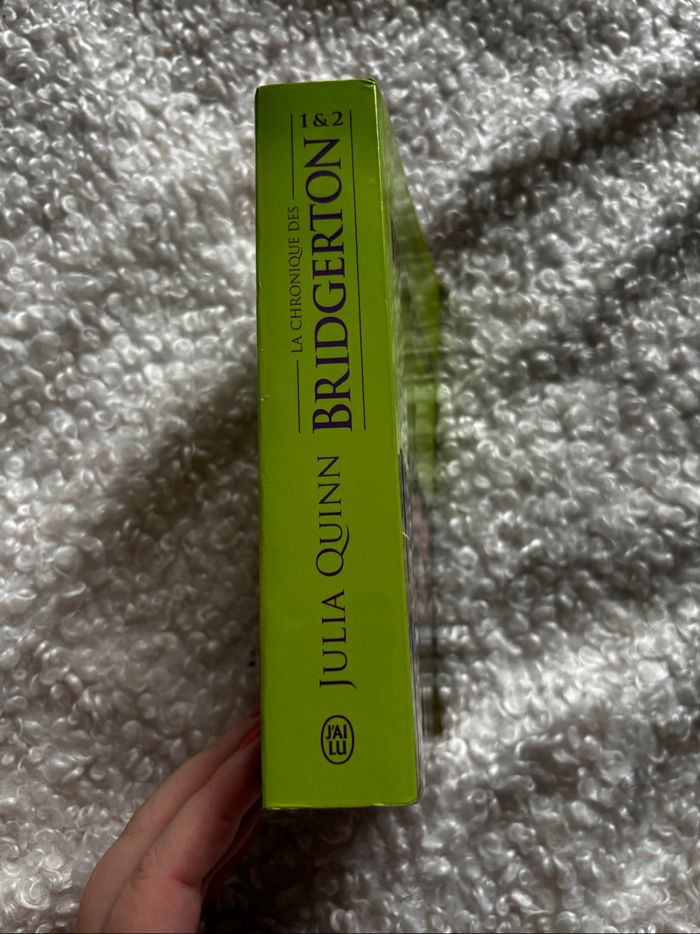 1 & 2
LA CHRONIQUE DES
BRIDGERTON
JULIA QUINN
J'AI
LU